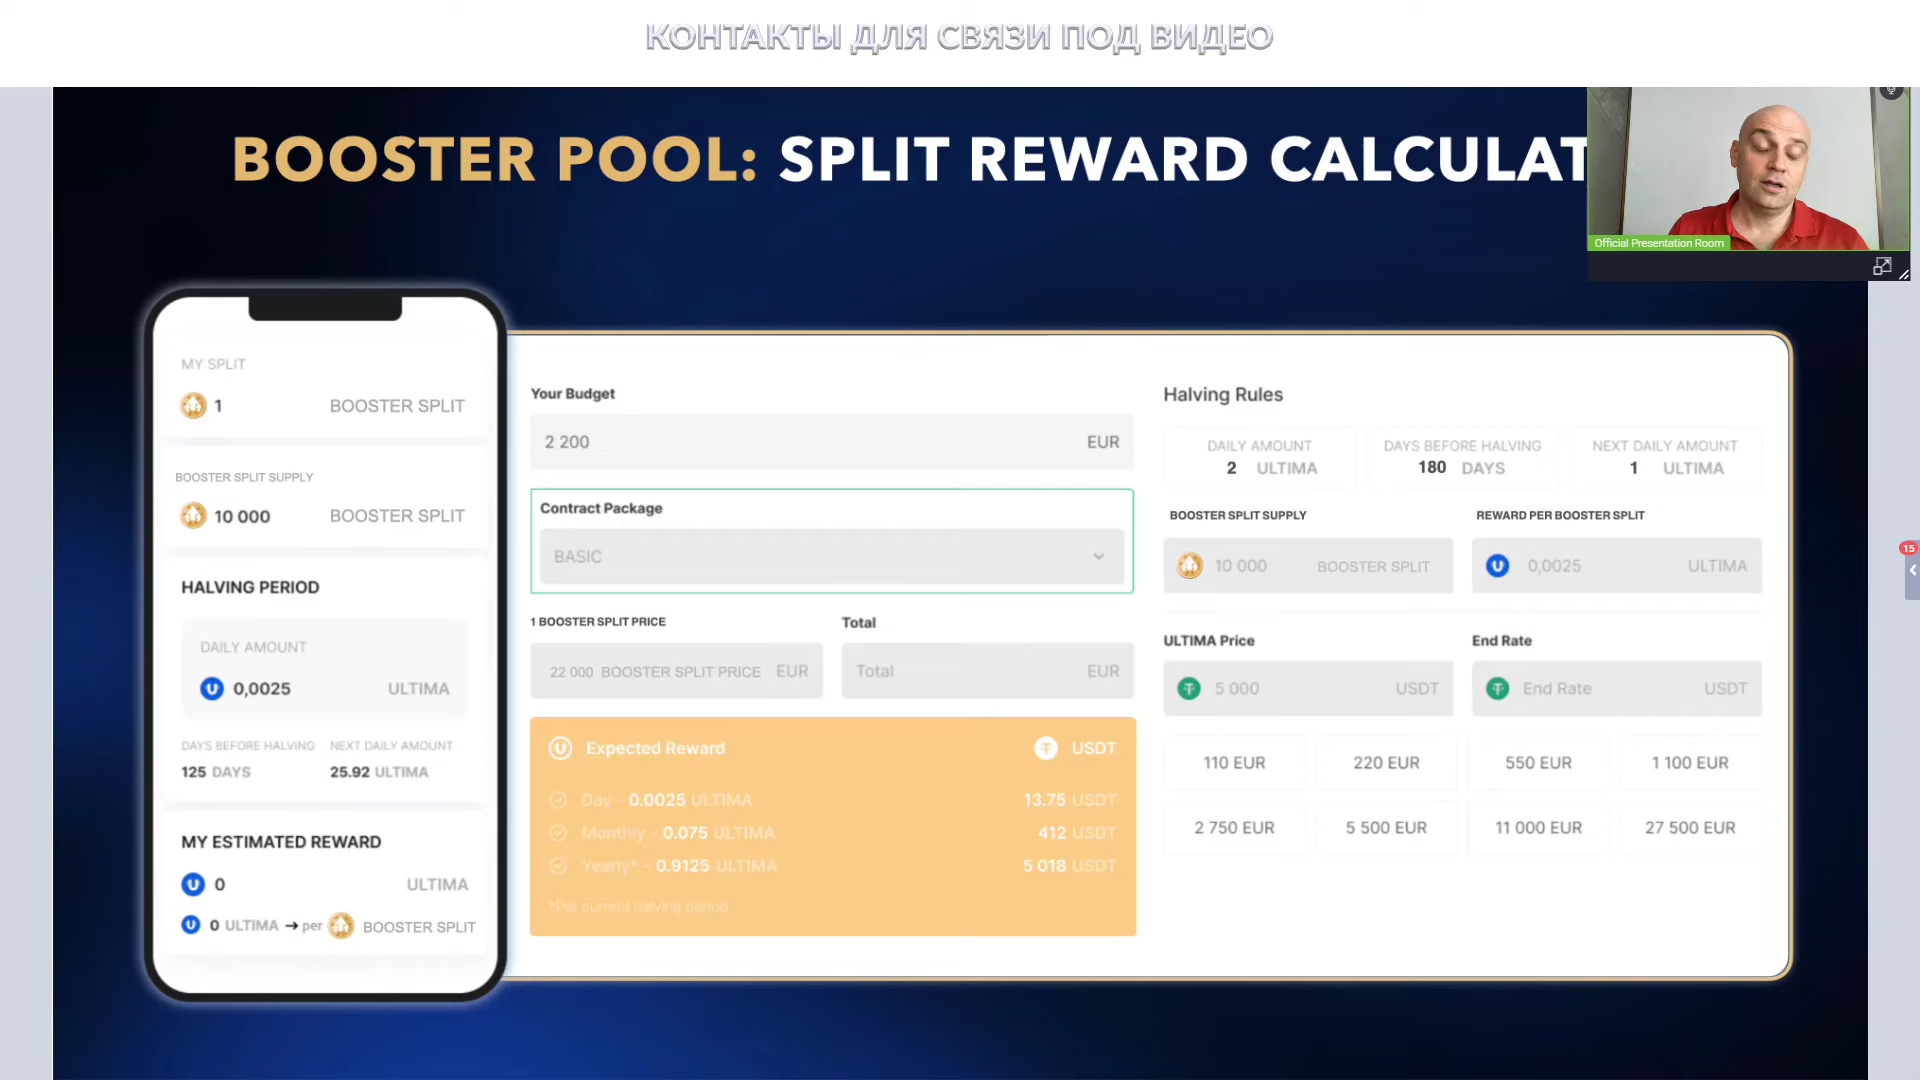 КОНТАКТЫ ДЛЯ СВЯЗИ ПОД ВИДЕО
BOOSTER POOL: SPLIT REWARD CALCULAT
Official Presentation Room
MY SPLIT
1 BOOSTER SPLIT
BOOSTER SPLIT SUPPLY
10 000 BOOSTER SPLIT
HALVING PERIOD
DAILY AMOUNT
0,0025 ULTIMA
DAYS BEFORE HALVING NEXT DAILY AMOUNT
125 DAYS 25.92 ULTIMA
MY ESTIMATED REWARD
0 ULTIMA
0 ULTIMA → per BOOSTER SPLIT
Your Budget
2 200 EUR
Contract Package
BASIC
1 BOOSTER SPLIT PRICE Total
22 000 BOOSTER SPLIT PRICE EUR Total EUR
Expected Reward USDT
Day - 0.0025 ULTIMA 13.75 USDT
Monthly - 0.075 ULTIMA 412 USDT
Yearly* - 0.9125 ULTIMA 5 018 USDT
*Per current halving period
Halving Rules
DAILY AMOUNT DAYS BEFORE HALVING NEXT DAILY AMOUNT
2 ULTIMA 180 DAYS 1 ULTIMA
BOOSTER SPLIT SUPPLY REWARD PER BOOSTER SPLIT
10 000 BOOSTER SPLIT 0,0025 ULTIMA
ULTIMA Price End Rate
5 000 USDT End Rate USDT
110 EUR 220 EUR 550 EUR 1 100 EUR
2 750 EUR 5 500 EUR 11 000 EUR 27 500 EUR
15